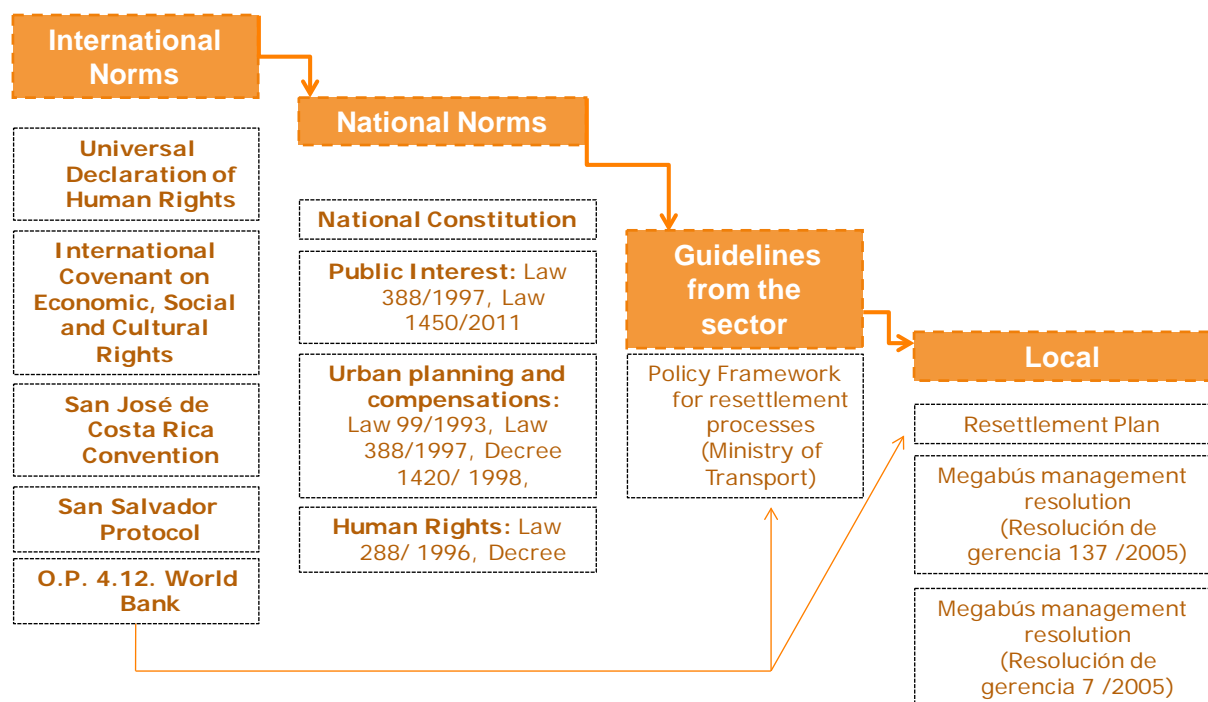 International
Norms
Universal
Declaration of
Human Rights
International
Covenant on
Economic, Social
and Cultural
Rights
San José de
Costa Rica
Convention
San Salvador
Protocol
O.P. 4.12. World
Bank
National Norms
National Constitution
Public Interest: Law
388/1997, Law
1450/2011
Urban planning and
compensations:
Law 99/1993, Law
388/1997, Decree
1420/ 1998,
Human Rights: Law
288/ 1996, Decree
Guidelines
from the
sector
Policy Framework
for resettlement
processes
(Ministry of
Transport)
Local
Resettlement Plan
Megabús management
resolution
(Resolución de
gerencia 137 /2005)
Megabús management
resolution
(Resolución de
gerencia 7 /2005)